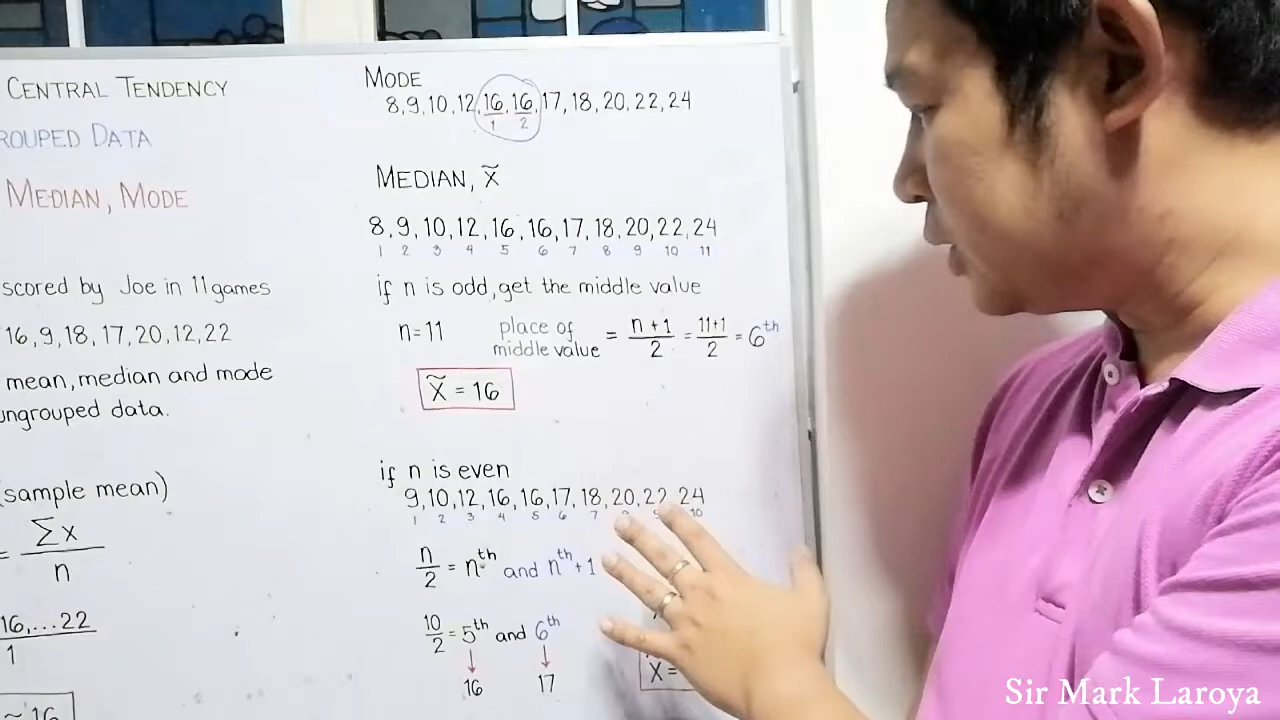 CENTRAL TENDENCY
ROUPED DATA
MEDIAN, MODE
scored by Joe in 11 games
16, 9, 18, 17, 20, 12, 22
mean, median and mode
ungrouped data.
(sample mean)
= Σx
n
16, ... 22
1
≈ 16
MODE
8, 9, 10, 12, 16, 16, 17, 18, 20, 22, 24
1 2
MEDIAN, x̃
8, 9, 10, 12, 16, 16, 17, 18, 20, 22, 24
1 2 3 4 5 6 7 8 9 10 11
if n is odd, get the middle value
n = 11 place of middle value = n+1/2 = 11+1/2 = 6th
x̃ = 16
if n is even
9, 10, 12, 16, 16, 17, 18, 20, 22, 24
1 2 3 4 5 6 7 10
n/2 = nth and nth + 1
10/2 = 5th and 6th
16 17
x̃ =
Sir Mark Laroya